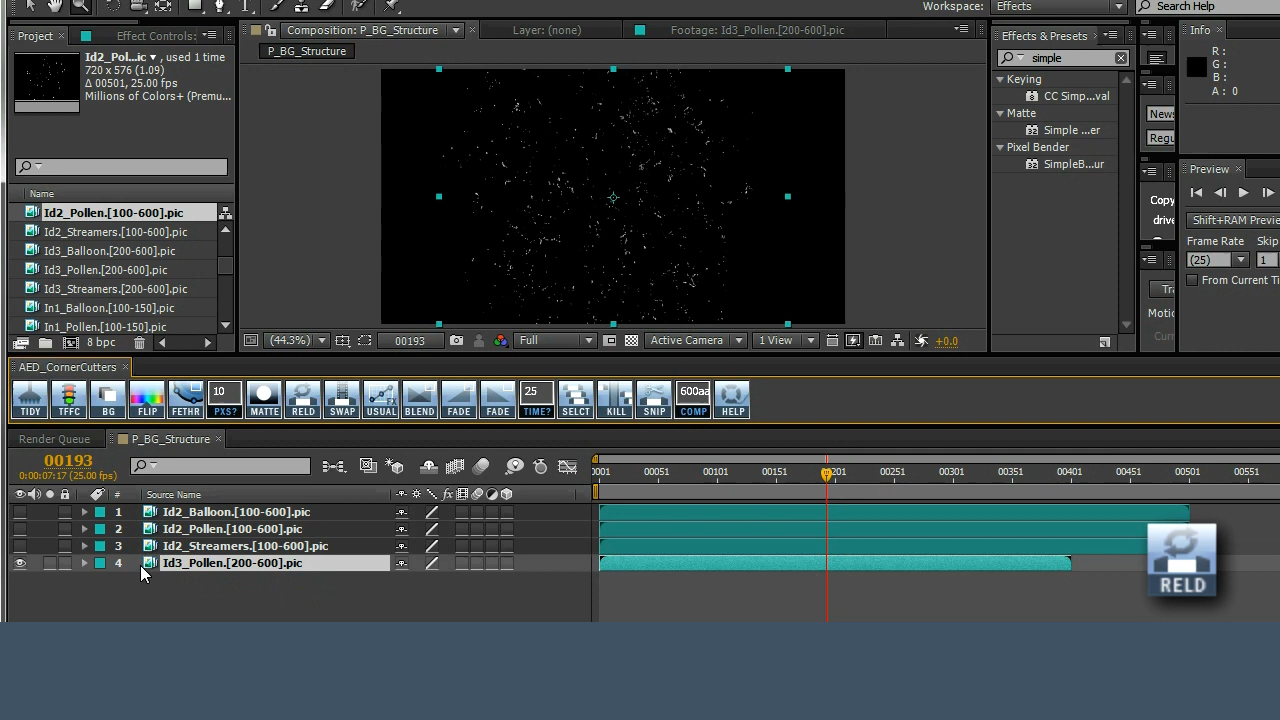 Workspace: Effects Search Help
Project Effect Controls:
Id2_Pol...ic ▾ , used 1 time
720 x 576 (1.09)
Δ 00501, 25.00 fps
Millions of Colors+ (Premu...
Name
Id2_Pollen.[100-600].pic
Id2_Streamers.[100-600].pic
Id3_Balloon.[200-600].pic
Id3_Pollen.[200-600].pic
Id3_Streamers.[200-600].pic
In1_Balloon.[100-150].pic
In1_Pollen.[100-150].pic
8 bpc
Composition: P_BG_Structure Layer: (none) Footage: Id3_Pollen.[200-600].pic
P_BG_Structure
(44.3%) 00193 Full Active Camera 1 View +0.0
Effects & Presets
simple
Keying
CC Simp...val
Matte
Simple ...er
Pixel Bender
SimpleB...ur
News
Regu
Copy
drive
Tra
Motio
Curre
Info
R :
G :
B :
A : 0
Preview
Shift+RAM Previe
Frame Rate Skip
(25) 1
From Current Ti
AED_CornerCutters
10 25 600aa
TIDY TFFC BG FLIP FETHR PXS? MATTE RELD SWAP USUAL BLEND FADE FADE TIME? SELCT KILL SNIP COMP HELP
Render Queue P_BG_Structure
00193
0:00:07:17 (25.00 fps)
0001 00051 00101 00151 00201 00251 00301 00351 00401 00451 00501 00551
# Source Name fx
1 Id2_Balloon.[100-600].pic
2 Id2_Pollen.[100-600].pic
3 Id2_Streamers.[100-600].pic
4 Id3_Pollen.[200-600].pic
RELD